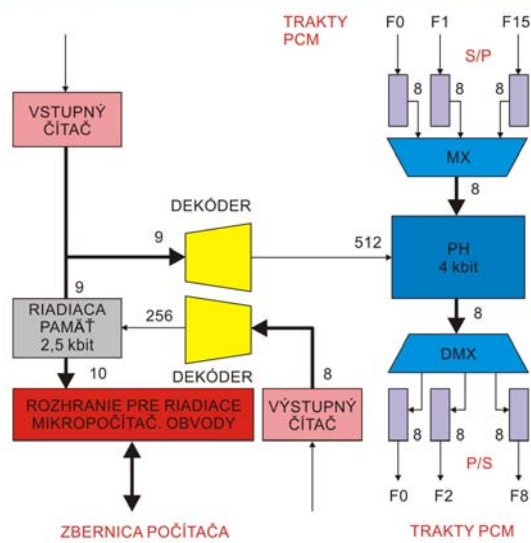 TRAKTY
PCM
F0 F1 F15
S/P
8 8 8
VSTUPNÝ
ČÍTAČ
MX
8
DEKÓDER
9
512
PH
4 kbit
9
RIADIACA
PAMÄŤ
2,5 kbit
256
8
DMX
10
DEKÓDER
8
ROZHRANIE PRE RIADIACE
MIKROPOČÍTAČ. OBVODY
VÝSTUPNÝ
ČÍTAČ
8 8 8
P/S
F0 F2 F8
ZBERNICA POČÍTAČA
TRAKTY PCM